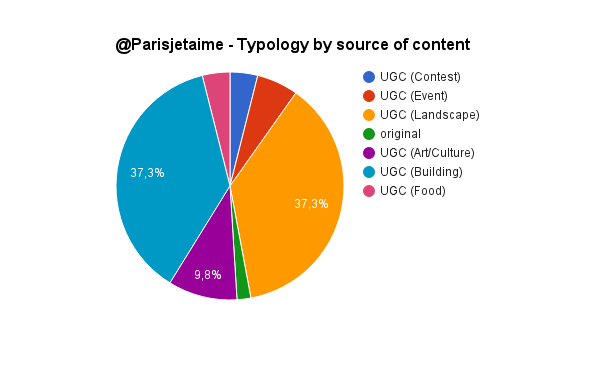 @Parisjetaime - Typology by source of content
UGC (Contest)
UGC (Event)
UGC (Landscape)
original
UGC (Art/Culture)
UGC (Building)
UGC (Food)
37,3%
37,3%
9,8%